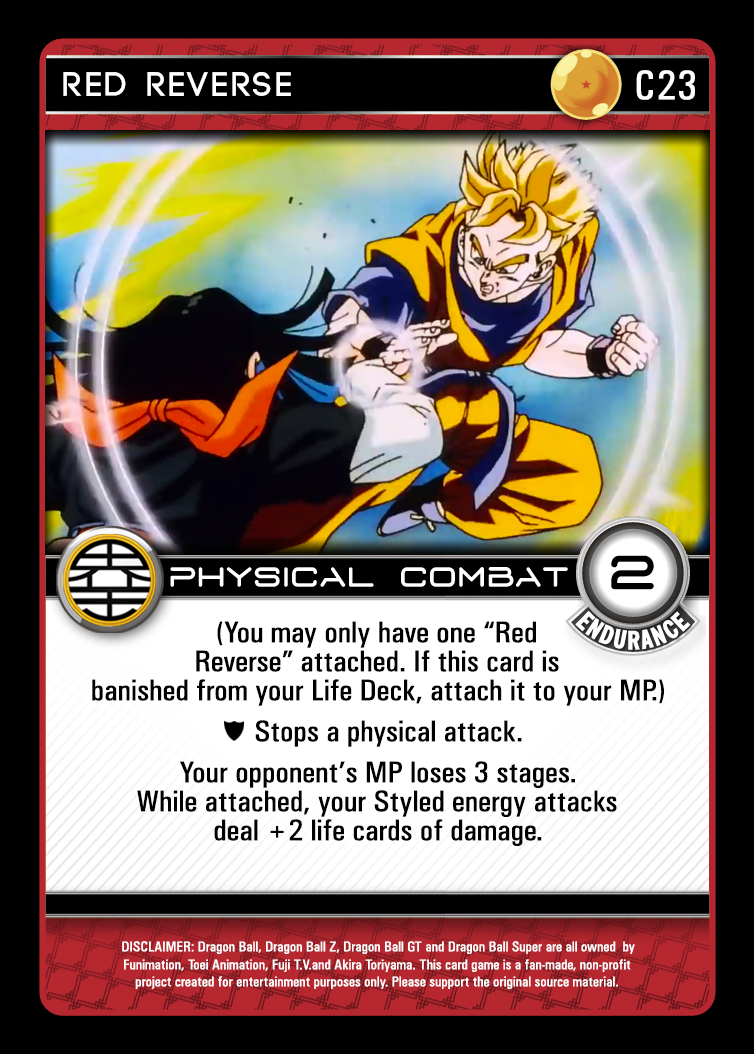 RED REVERSE
C23
PHYSICAL COMBAT
2
ENDURANCE
(You may only have one “Red
Reverse” attached. If this card is
banished from your Life Deck, attach it to your MP.)
Stops a physical attack.
Your opponent’s MP loses 3 stages.
While attached, your Styled energy attacks
deal +2 life cards of damage.
DISCLAIMER: Dragon Ball, Dragon Ball Z, Dragon Ball GT and Dragon Ball Super are all owned by
Funimation, Toei Animation, Fuji T.V.and Akira Toriyama. This card game is a fan-made, non-profit
project created for entertainment purposes only. Please support the original source material.